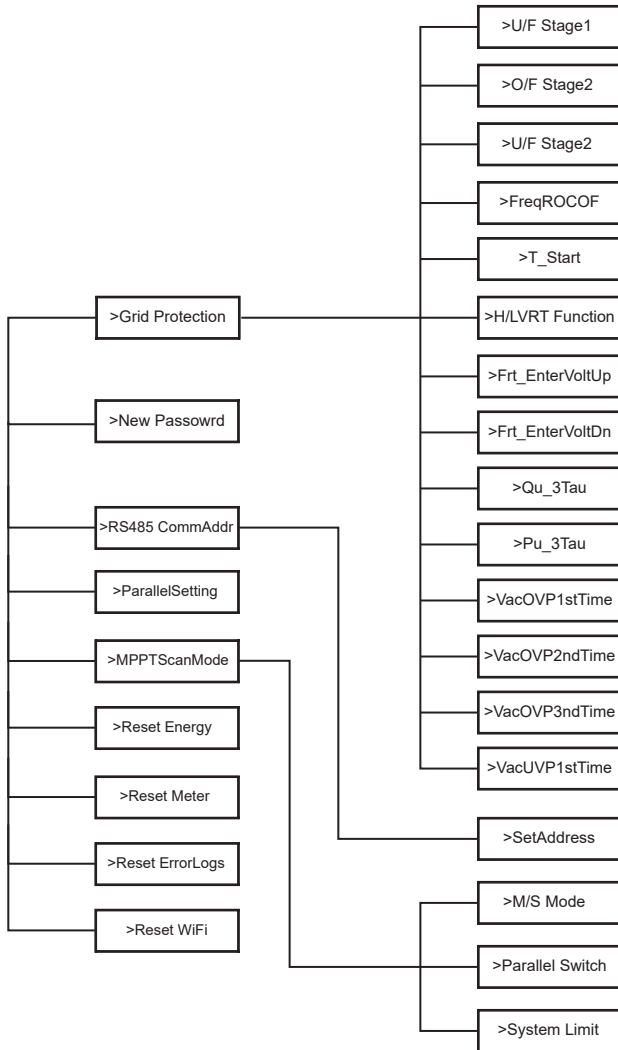 >U/F Stage1
>O/F Stage2
>U/F Stage2
>FreqROCOF
>T_Start
>Grid Protection
>H/LVRT Function
>Frt_EnterVoltUp
>New Passowrd
>Frt_EnterVoltDn
>Qu_3Tau
>RS485 CommAddr
>Pu_3Tau
>ParallelSetting
>VacOVP1stTime
>MPPTScanMode
>VacOVP2ndTime
>Reset Energy
>VacOVP3ndTime
>VacUVP1stTime
>Reset Meter
>SetAddress
>Reset ErrorLogs
>M/S Mode
>Reset WiFi
>Parallel Switch
>System Limit